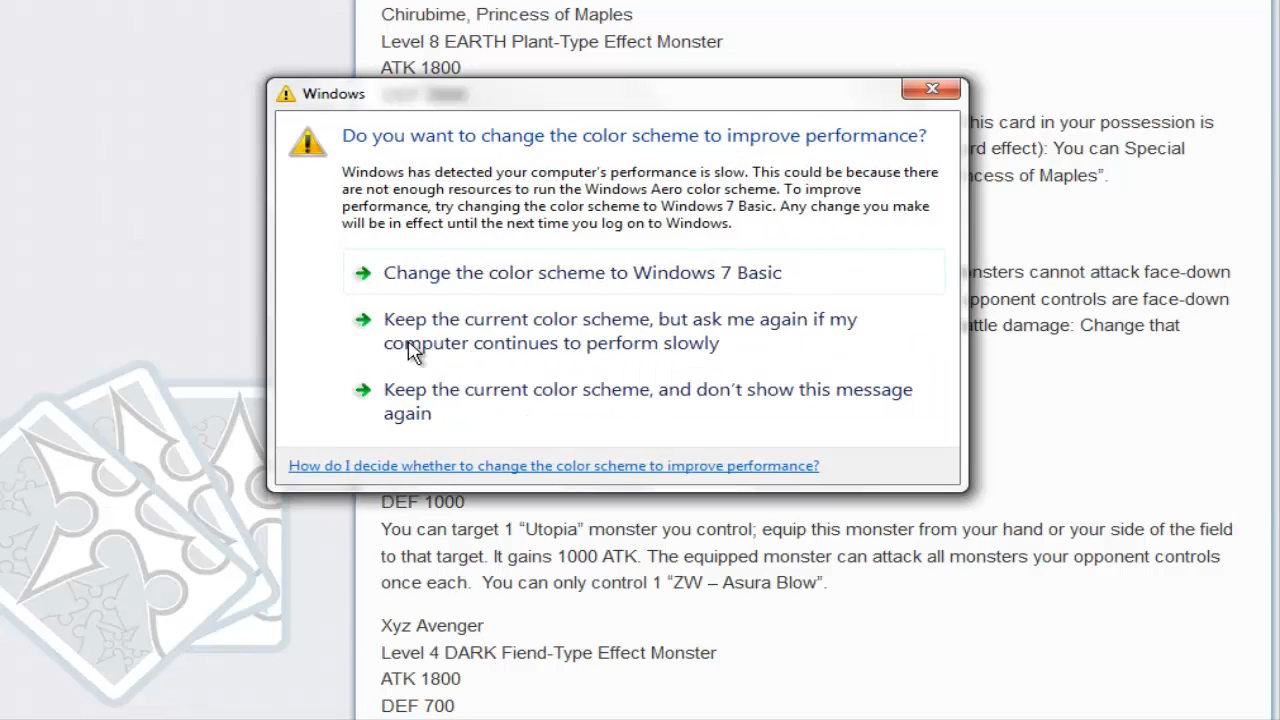 Chirubime, Princess of Maples
Level 8 EARTH Plant-Type Effect Monster
ATK 1800
Windows
Do you want to change the color scheme to improve performance?
Windows has detected your computer's performance is slow. This could be because there
are not enough resources to run the Windows Aero color scheme. To improve
performance, try changing the color scheme to Windows 7 Basic. Any change you make
will be in effect until the next time you log on to Windows.
Change the color scheme to Windows 7 Basic
Keep the current color scheme, but ask me again if my
computer continues to perform slowly
Keep the current color scheme, and don't show this message
again
How do I decide whether to change the color scheme to improve performance?
this card in your possession is
effect): You can Special
of Maples”.
cannot attack face-down
opponent controls are face-down
damage: Change that
DEF 1000
You can target 1 “Utopia” monster you control; equip this monster from your hand or your side of the field
to that target. It gains 1000 ATK. The equipped monster can attack all monsters your opponent controls
once each. You can only control 1 “ZW – Asura Blow”.
Xyz Avenger
Level 4 DARK Fiend-Type Effect Monster
ATK 1800
DEF 700